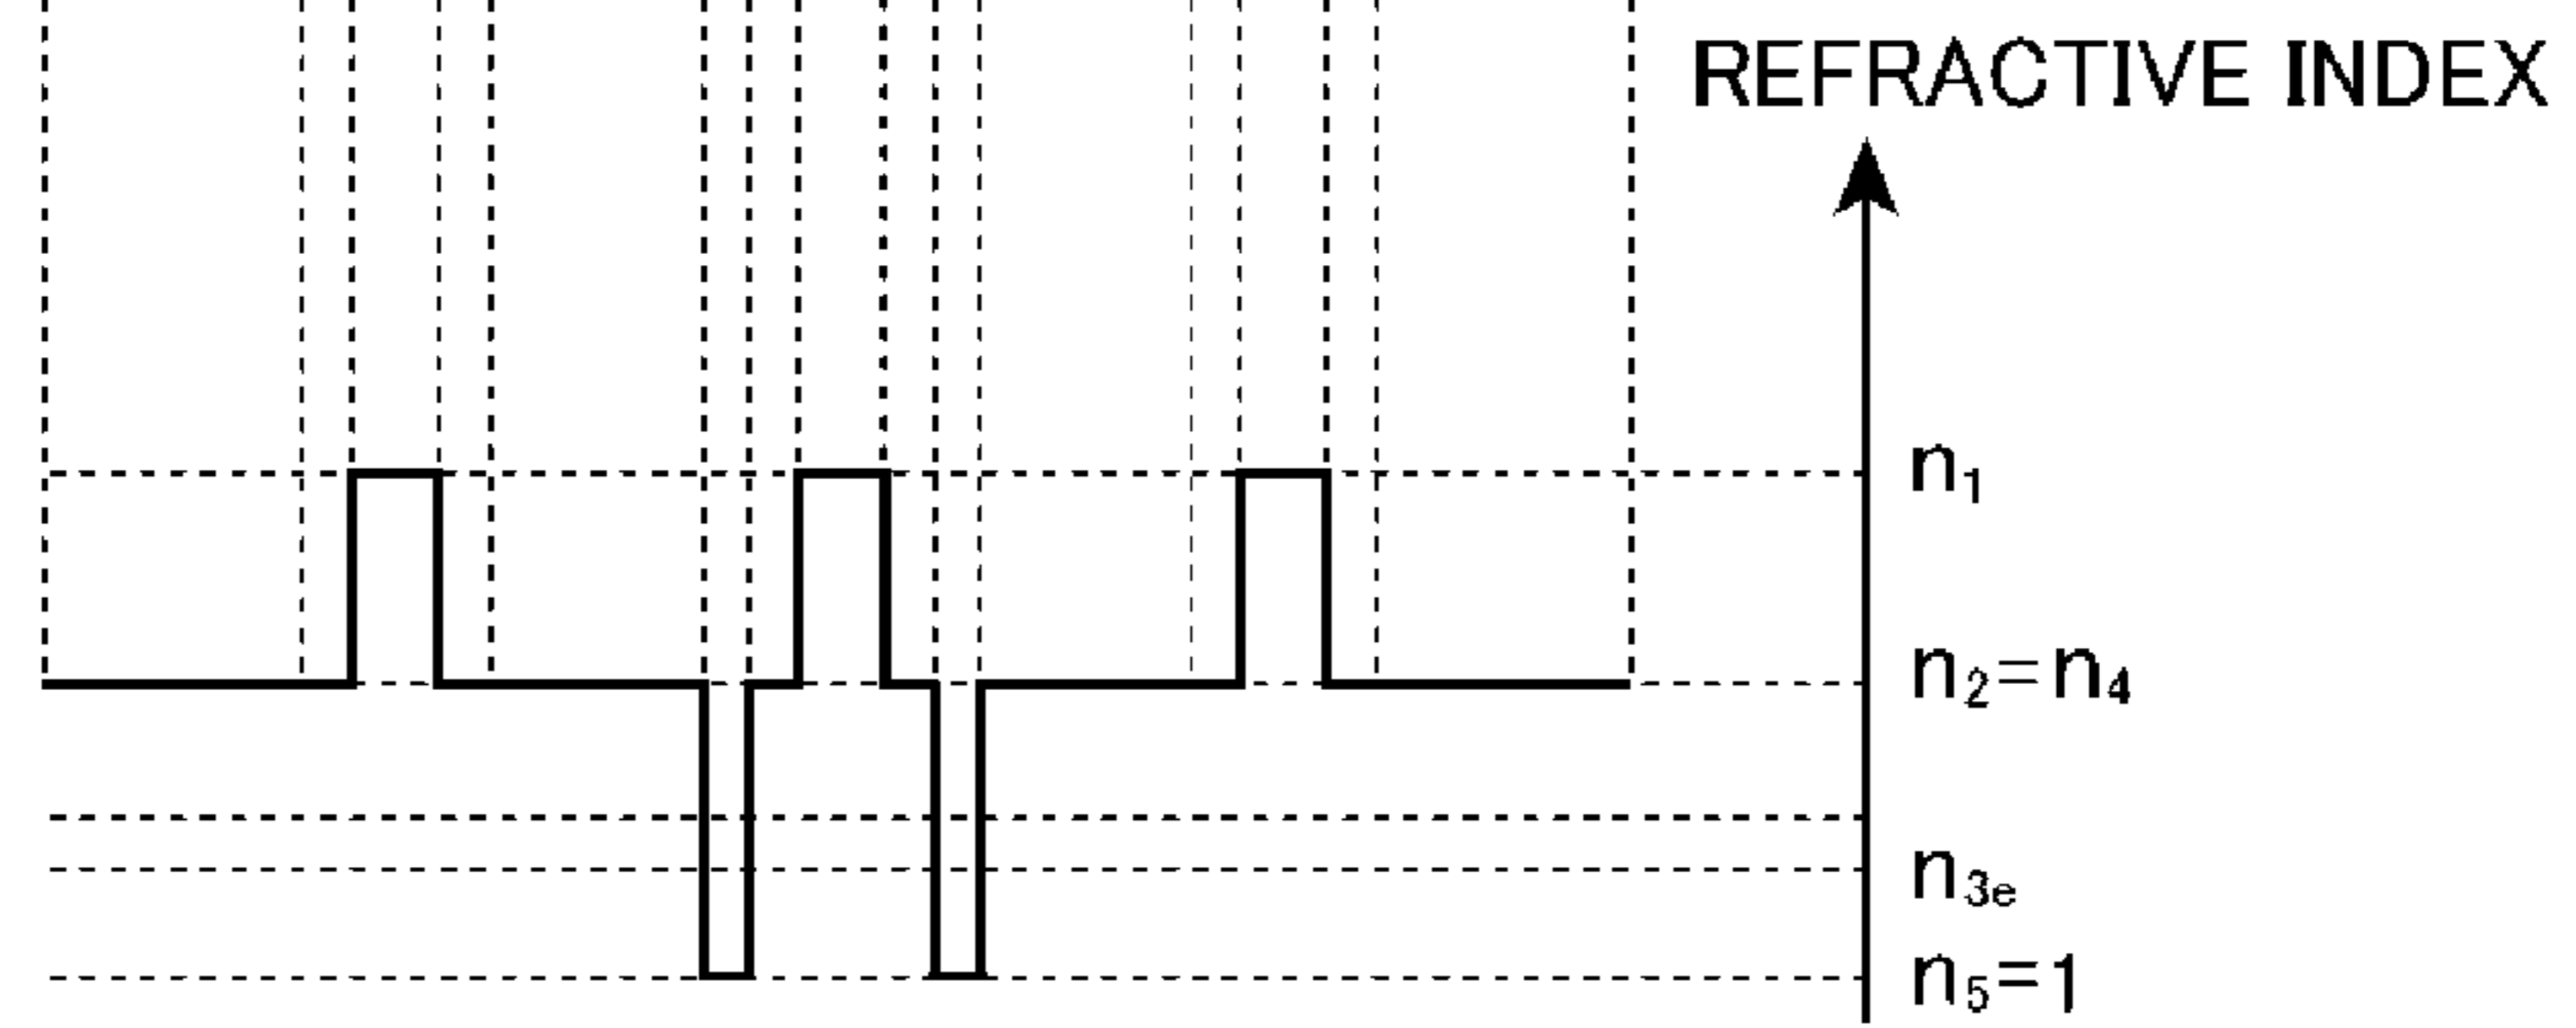 REFRACTIVE INDEX
n₁
n₂=n₄
n₃ₑ
n₅=1